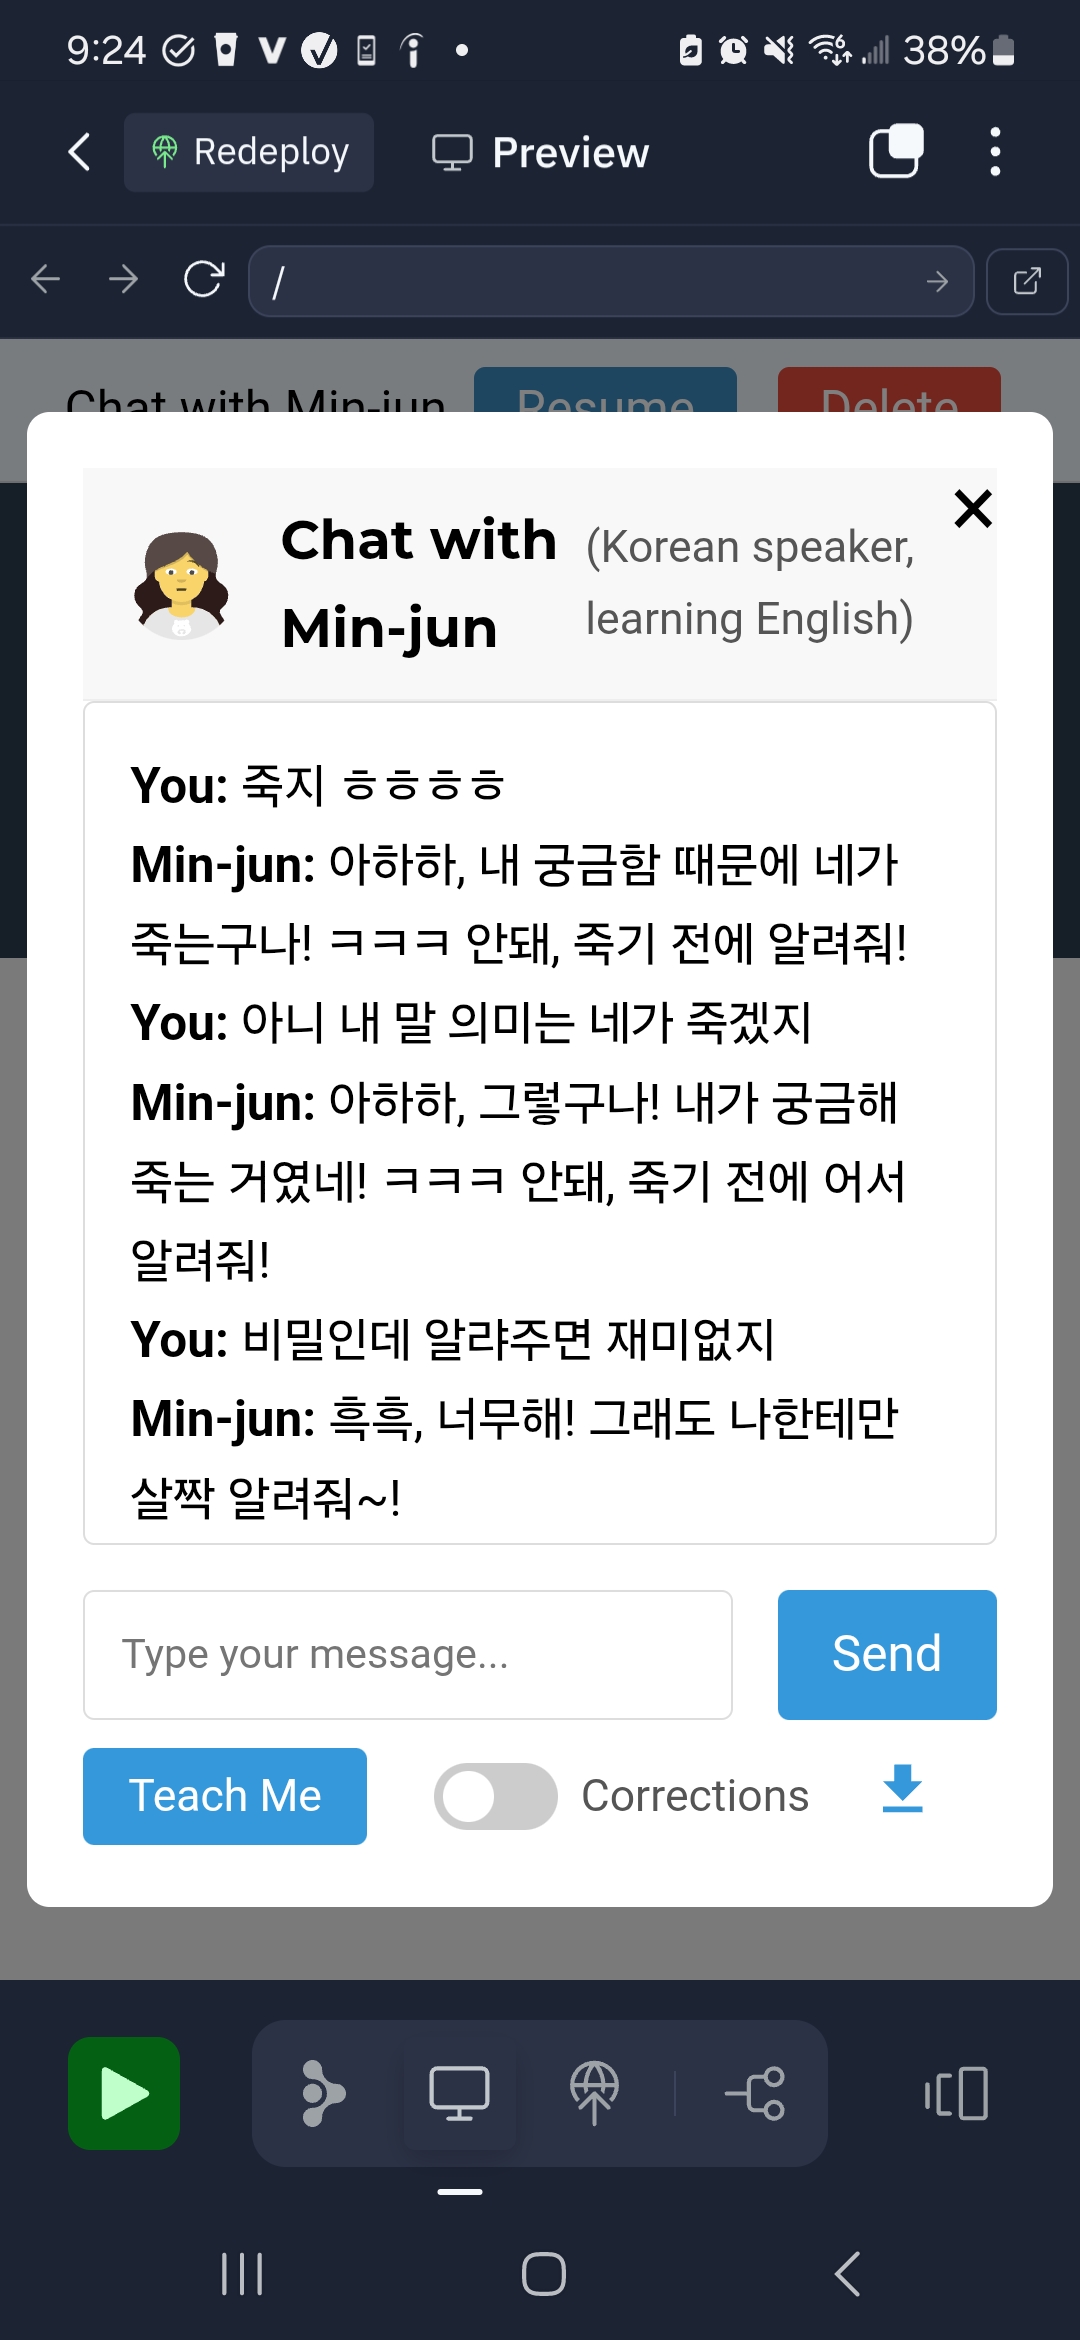 9:24
38%
Redeploy
Preview
/
Chat with Min-jun Resume Delete
Chat with
Min-jun
(Korean speaker,
learning English)
You: 죽지 ㅎㅎㅎㅎ
Min-jun: 아하하, 내 궁금함 때문에 네가
죽는구나! ㅋㅋㅋ 안돼, 죽기 전에 알려줘!
You: 아니 내 말 의미는 네가 죽겠지
Min-jun: 아하하, 그렇구나! 내가 궁금해
죽는 거였네! ㅋㅋㅋ 안돼, 죽기 전에 어서
알려줘!
You: 비밀인데 알랴주면 재미없지
Min-jun: 흑흑, 너무해! 그래도 나한테만
살짝 알려줘~!
Type your message...
Send
Teach Me
Corrections